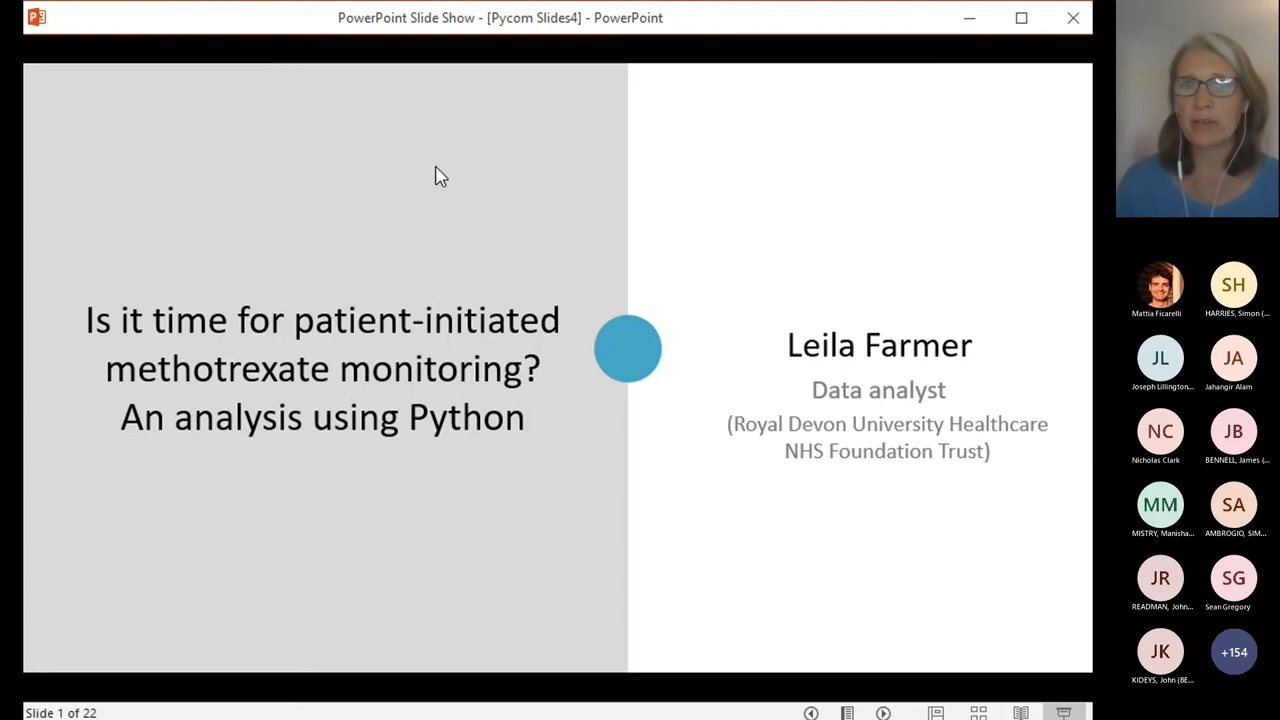 PowerPoint Slide Show - [Pycom Slides4] - PowerPoint
Is it time for patient-initiated
methotrexate monitoring?
An analysis using Python
Leila Farmer
Data analyst
(Royal Devon University Healthcare
NHS Foundation Trust)
SH
Mattia Ficarelli
HARRIES, Simon (...
JL
JA
Joseph Lillington...
Jahangir Alam
NC
JB
Nicholas Clark
BENNELL, James (...
MM
SA
MISTRY, Manisha...
AMBROGIO, SIM...
JR
SG
READMAN, John...
Sean Gregory
JK
+154
KIDEYS, John (BE...
Slide 1 of 22